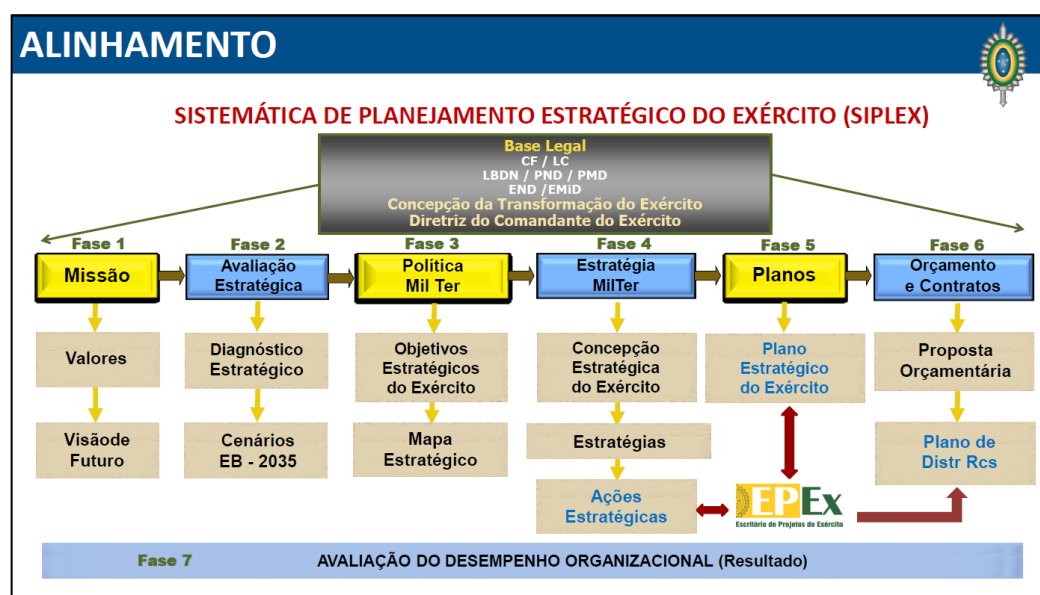 ALINHAMENTO
SISTEMÁTICA DE PLANEJAMENTO ESTRATÉGICO DO EXÉRCITO (SIPLEX)
Base Legal
CF / LC
LBDN / PND / PMD
END /EMiD
Concepção da Transformação do Exército
Diretriz do Comandante do Exército
Fase 1
Missão
Valores
Visãode
Futuro
Fase 2
Avaliação
Estratégica
Diagnóstico
Estratégico
Cenários
EB - 2035
Fase 3
Política
Mil Ter
Objetivos
Estratégicos
do Exército
Mapa
Estratégico
Fase 4
Estratégia
MilTer
Concepção
Estratégica
do Exército
Estratégias
Ações
Estratégicas
Fase 5
Planos
Plano
Estratégico
do Exército
EPEx
Escritório de Projetos do Exército
Fase 6
Orçamento
e Contratos
Proposta
Orçamentária
Plano de
Distr Rcs
Fase 7
AVALIAÇÃO DO DESEMPENHO ORGANIZACIONAL (Resultado)